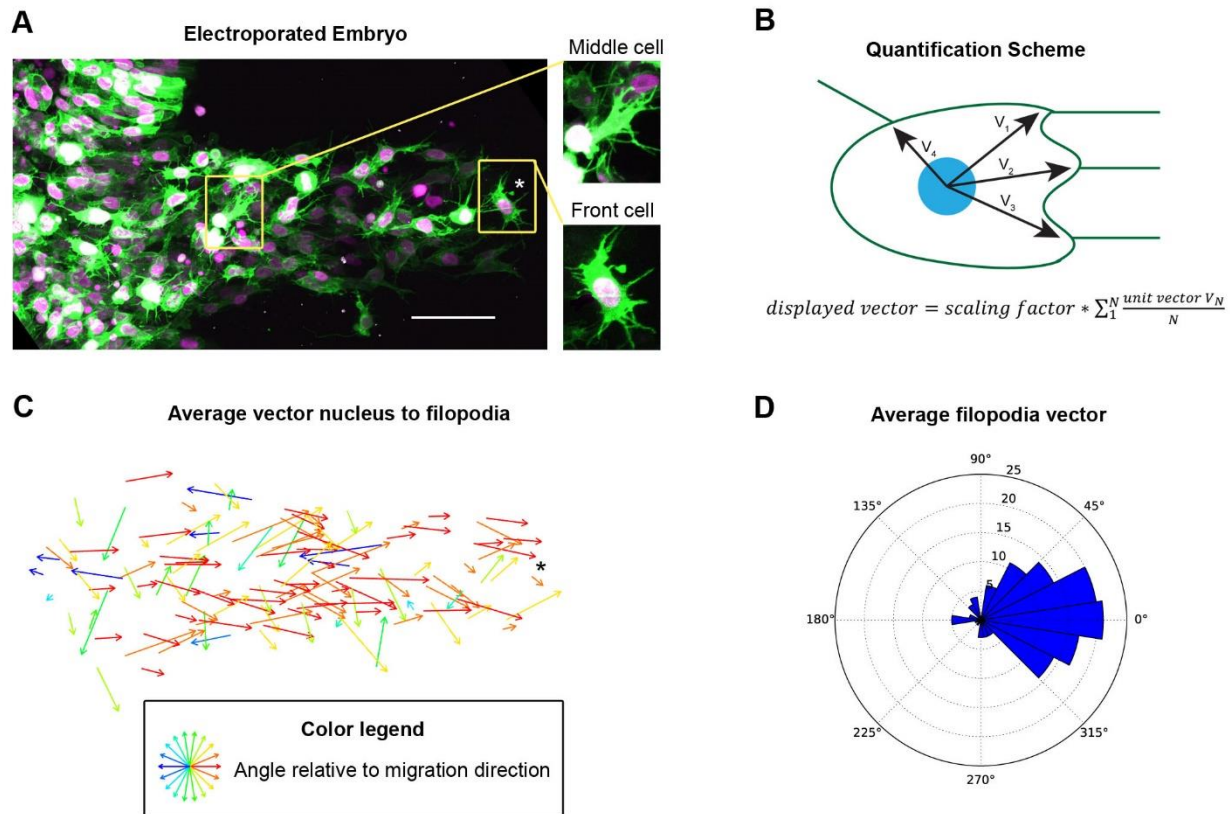 A
Electroporated Embryo
Middle cell
*
Front cell
B
Quantification Scheme
V1
V2
V3
V4
displayed vector = scaling factor * ∑₁ᴺ unit vector V_N / N
C
Average vector nucleus to filopodia
*
Color legend
Angle relative to migration direction
D
Average filopodia vector
90°
25
20
15
10
5
135°
45°
180°
0°
225°
315°
270°